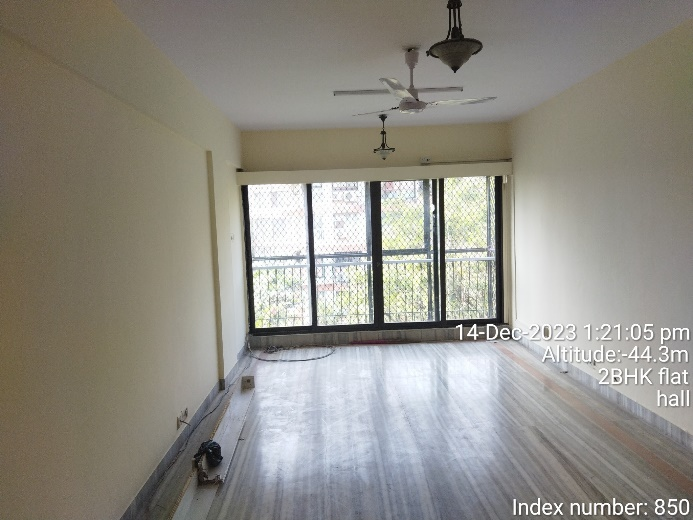 14-Dec-2023 1:21:05 pm
Altitude:-44.3m
2BHK flat
hall
Index number: 850